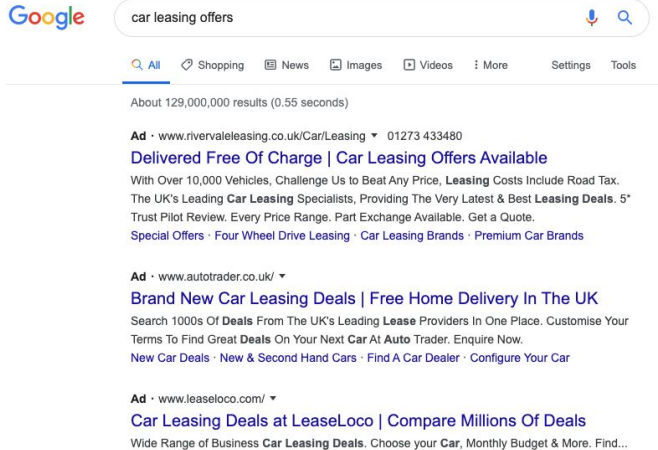 Google
car leasing offers
All Shopping News Images Videos More Settings Tools
About 129,000,000 results (0.55 seconds)
Ad · www.rivervaleleasing.co.uk/Car/Leasing 01273 433480
Delivered Free Of Charge | Car Leasing Offers Available
With Over 10,000 Vehicles, Challenge Us to Beat Any Price, Leasing Costs Include Road Tax.
The UK's Leading Car Leasing Specialists, Providing The Very Latest & Best Leasing Deals. 5*
Trust Pilot Review. Every Price Range. Part Exchange Available. Get a Quote.
Special Offers · Four Wheel Drive Leasing · Car Leasing Brands · Premium Car Brands
Ad · www.autotrader.co.uk/
Brand New Car Leasing Deals | Free Home Delivery In The UK
Search 1000s Of Deals From The UK's Leading Lease Providers In One Place. Customise Your
Terms To Find Great Deals On Your Next Car At Auto Trader. Enquire Now.
New Car Deals · New & Second Hand Cars · Find A Car Dealer · Configure Your Car
Ad · www.leaseloco.com/
Car Leasing Deals at LeaseLoco | Compare Millions Of Deals
Wide Range of Business Car Leasing Deals. Choose your Car, Monthly Budget & More. Find...